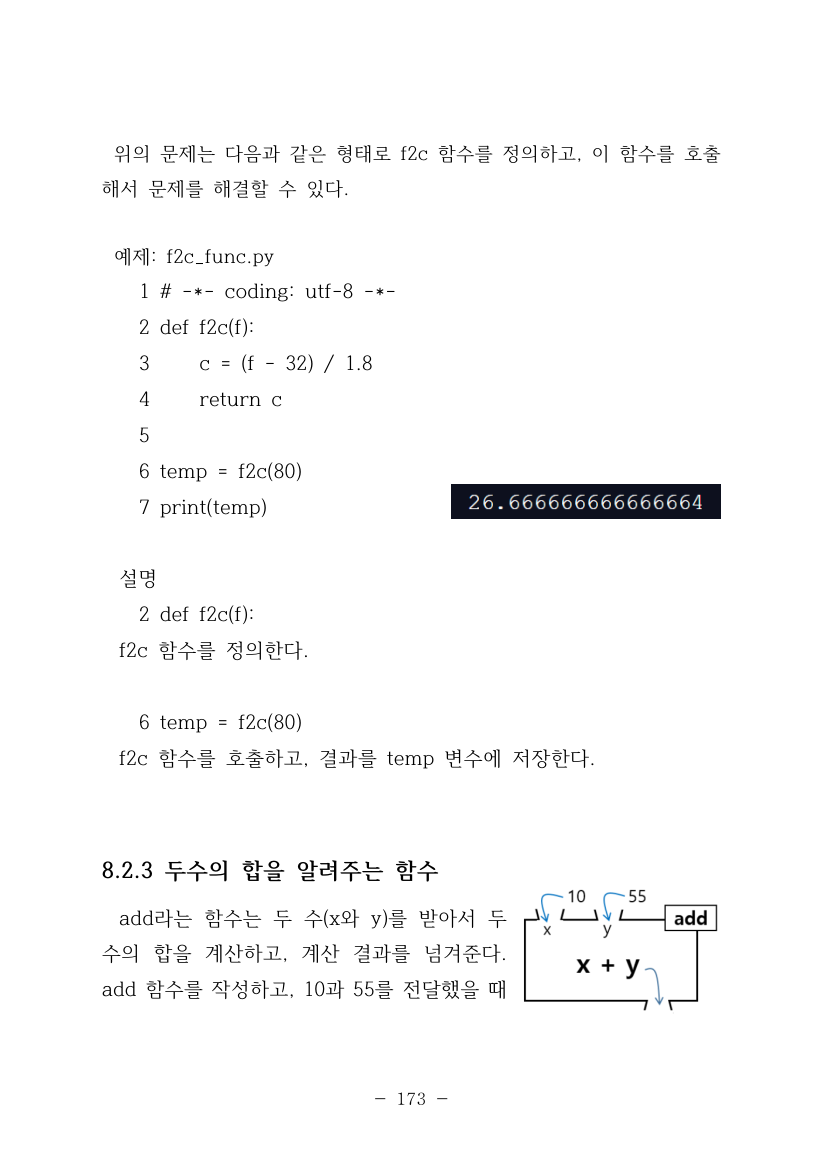 위의 문제는 다음과 같은 형태로 f2c 함수를 정의하고, 이 함수를 호출
해서 문제를 해결할 수 있다.
예제: f2c_func.py
1 # -*- coding: utf-8 -*-
2 def f2c(f):
3     c = (f - 32) / 1.8
4     return c
5
6 temp = f2c(80)
7 print(temp)
26.666666666666664
설명
2 def f2c(f):
f2c 함수를 정의한다.
6 temp = f2c(80)
f2c 함수를 호출하고, 결과를 temp 변수에 저장한다.
8.2.3 두수의 합을 알려주는 함수
add라는 함수는 두 수(x와 y)를 받아서 두
수의 합을 계산하고, 계산 결과를 넘겨준다.
add 함수를 작성하고, 10과 55를 전달했을 때
10 55
add
x y
x + y
- 173 -